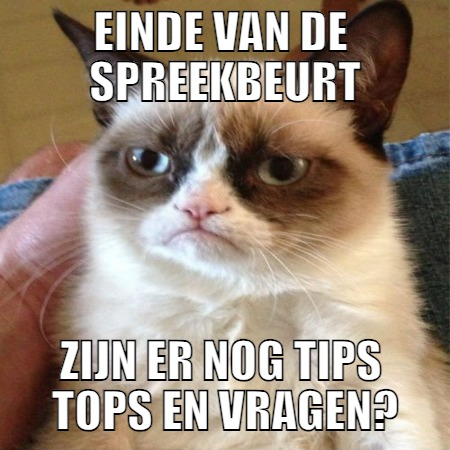 EINDE VAN DE
SPREEKBEURT
ZIJN ER NOG TIPS
TOPS EN VRAGEN?